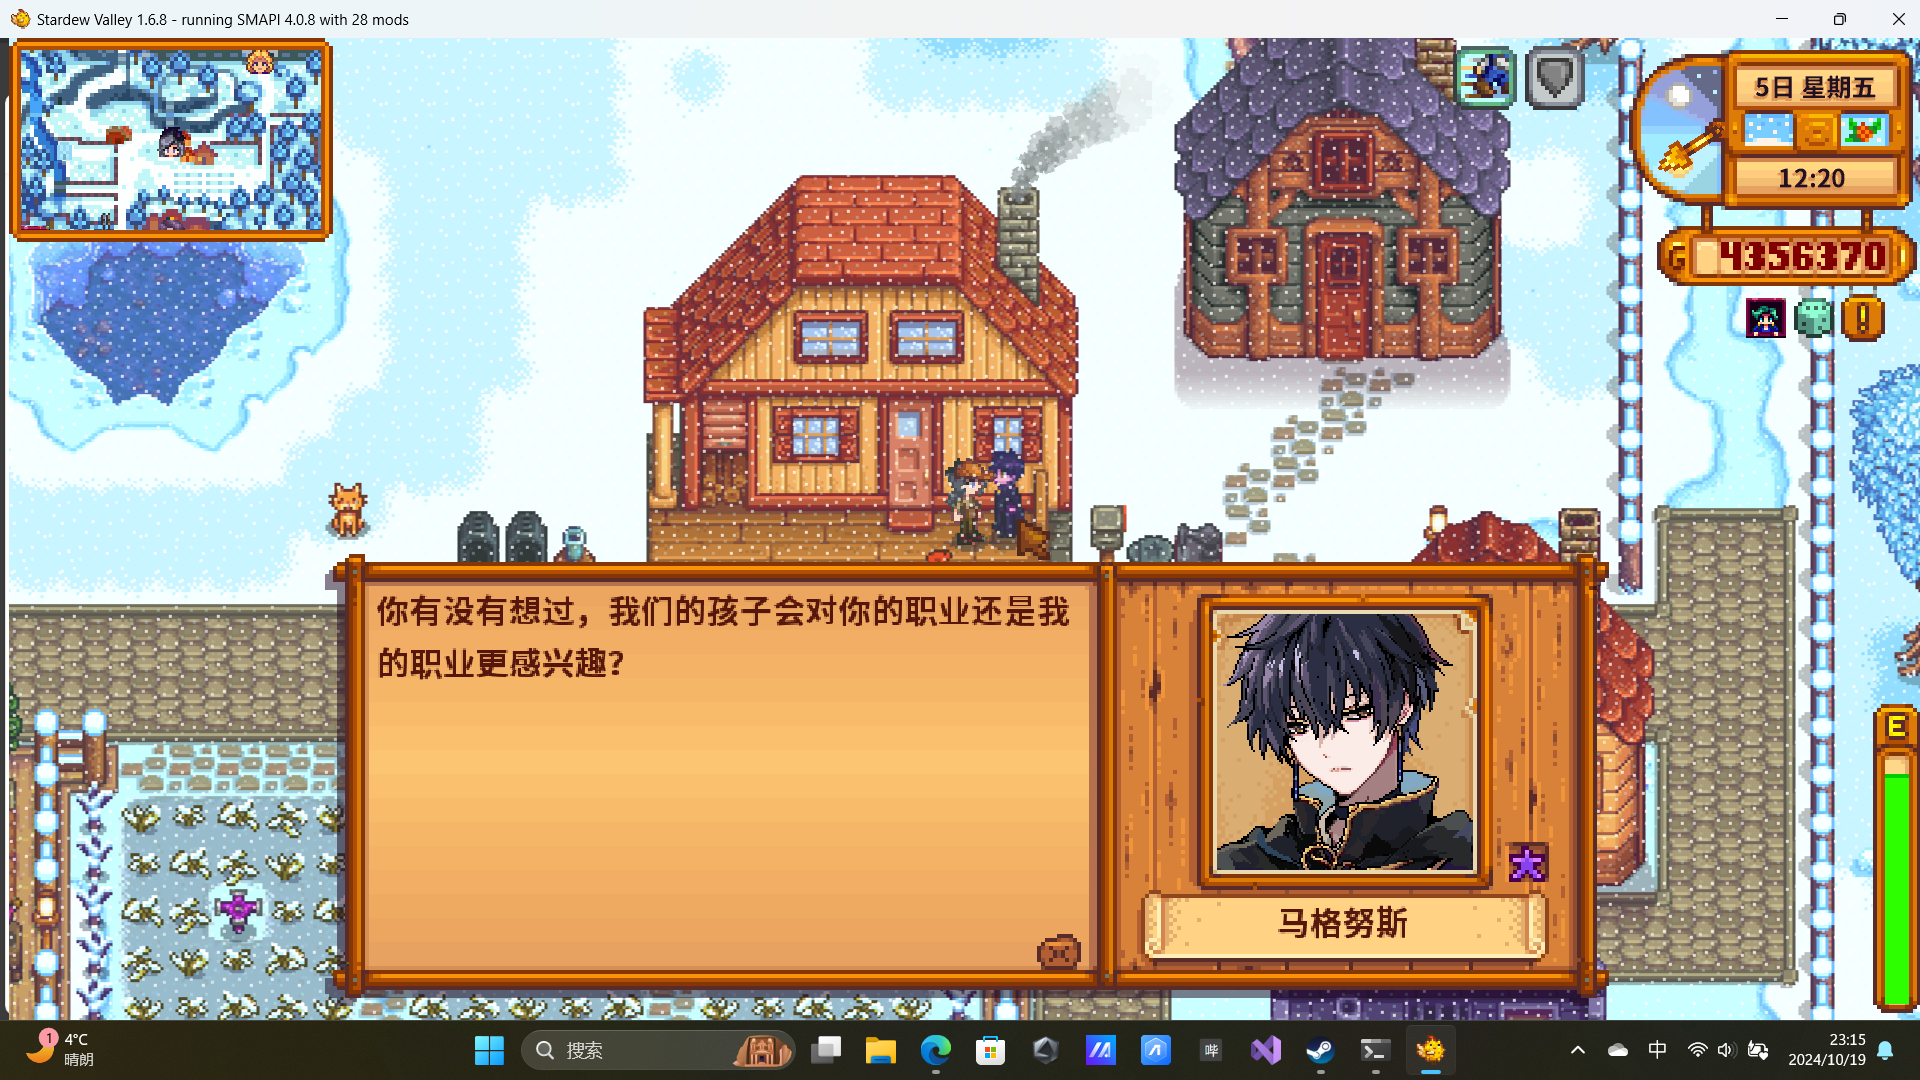 Stardew Valley 1.6.8 - running SMAPI 4.0.8 with 28 mods
5日 星期五
12:20
G 4356370
你有没有想过，我们的孩子会对你的职业还是我
的职业更感兴趣？
马格努斯
E
1
4°C
晴朗
搜索
哔
中
23:15
2024/10/19